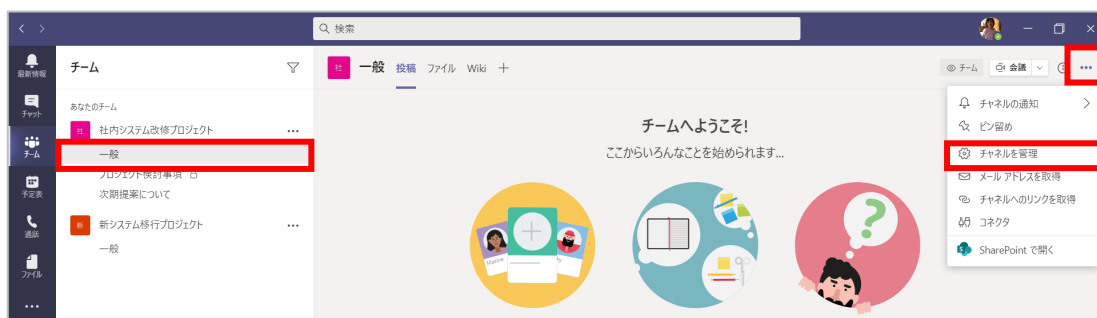 検索
最新情報
チャット
チーム
予定表
通話
ファイル
チーム
あなたのチーム
社 社内システム改修プロジェクト
一般
プロジェクト検討事項
次期提案について
新システム移行プロジェクト
一般
社 一般 投稿 ファイル Wiki
チーム 会議
チームへようこそ!
ここからいろんなことを始められます...
Maxine
チャネルの通知
ピン留め
チャネルを管理
メール アドレスを取得
チャネルへのリンクを取得
コネクタ
SharePoint で開く